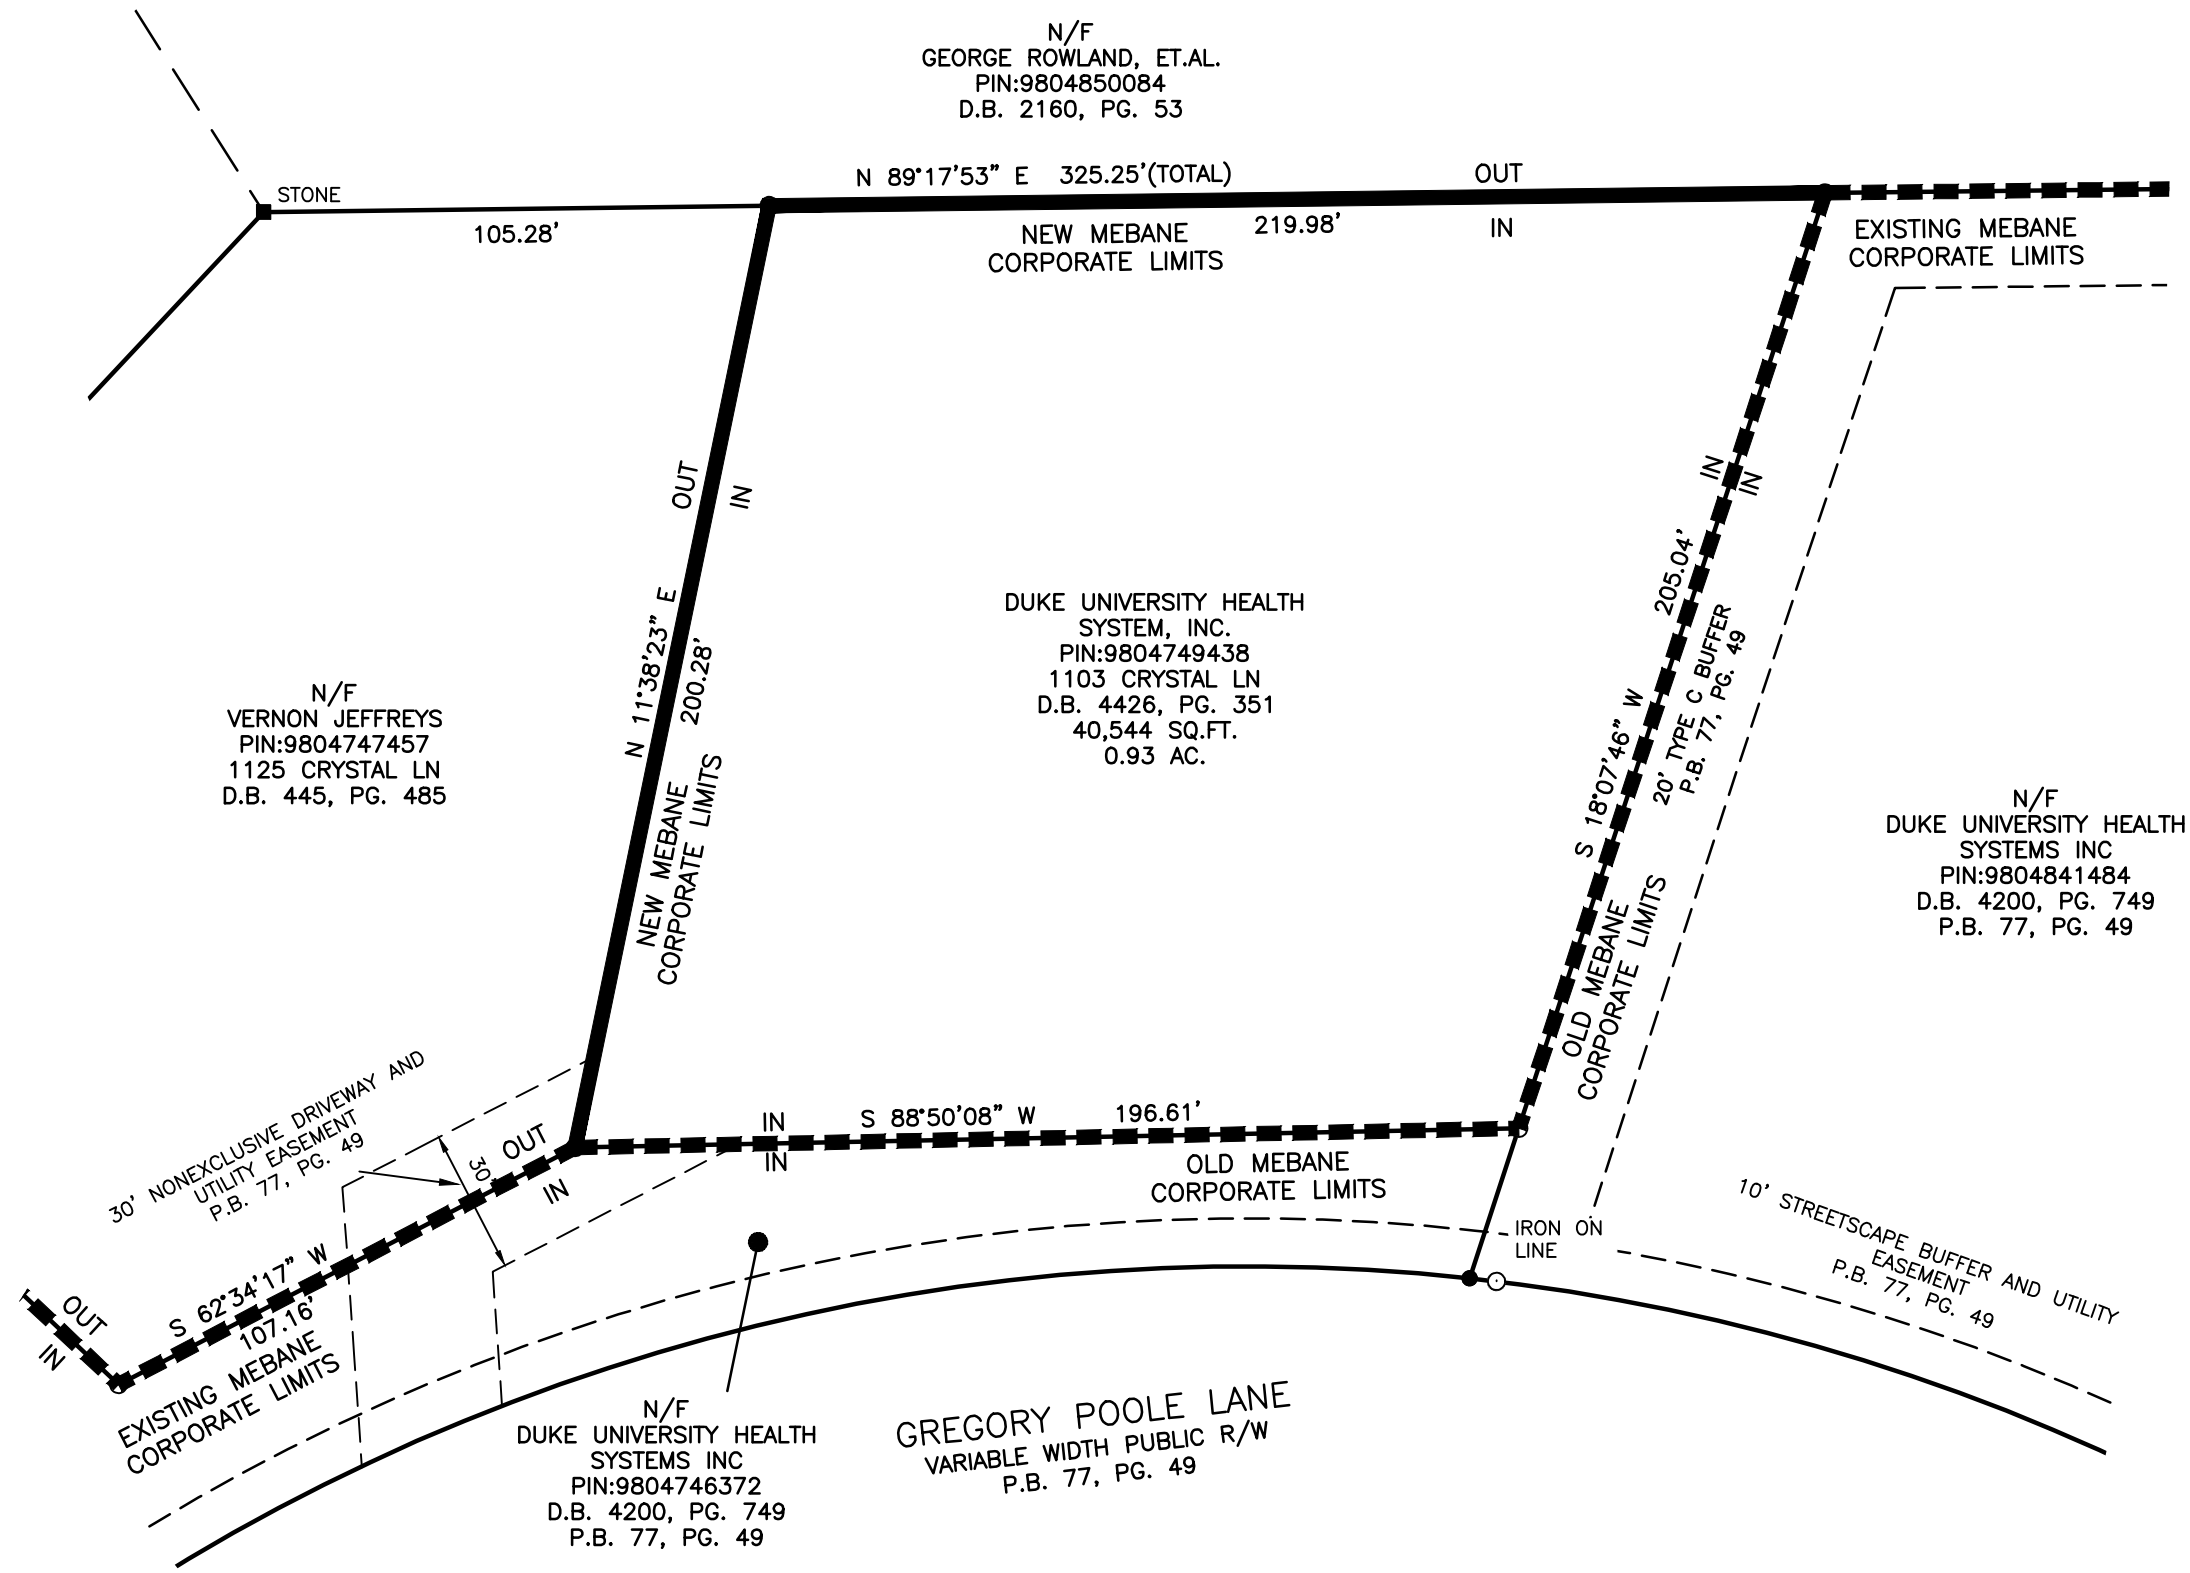 N/F
GEORGE ROWLAND, ET.AL.
PIN:9804850084
D.B. 2160, PG. 53
N 89°17'53" E 325.25'(TOTAL)
OUT
STONE
105.28'
NEW MEBANE
CORPORATE LIMITS
219.98'
IN
EXISTING MEBANE
CORPORATE LIMITS
OUT
IN
N 11°38'23" E
200.28'
NEW MEBANE
CORPORATE LIMITS
IN
IN
205.04'
S 18°07'46" W
20' TYPE C BUFFER
P.B. 77, PG. 49
OLD MEBANE
CORPORATE LIMITS
DUKE UNIVERSITY HEALTH
SYSTEM, INC.
PIN:9804749438
1103 CRYSTAL LN
D.B. 4426, PG. 351
40,544 SQ.FT.
0.93 AC.
N/F
VERNON JEFFREYS
PIN:9804747457
1125 CRYSTAL LN
D.B. 445, PG. 485
N/F
DUKE UNIVERSITY HEALTH
SYSTEMS INC
PIN:9804841484
D.B. 4200, PG. 749
P.B. 77, PG. 49
30' NONEXCLUSIVE DRIVEWAY AND
UTILITY EASEMENT
P.B. 77, PG. 49
30'
OUT
IN
IN
S 88°50'08" W 196.61'
IN
OLD MEBANE
CORPORATE LIMITS
S 62°34'17" W
107.16'
EXISTING MEBANE
CORPORATE LIMITS
OUT
IN
IRON ON
LINE
10' STREETSCAPE BUFFER AND UTILITY
EASEMENT
P.B. 77, PG. 49
N/F
DUKE UNIVERSITY HEALTH
SYSTEMS INC
PIN:9804746372
D.B. 4200, PG. 749
P.B. 77, PG. 49
GREGORY POOLE LANE
VARIABLE WIDTH PUBLIC R/W
P.B. 77, PG. 49